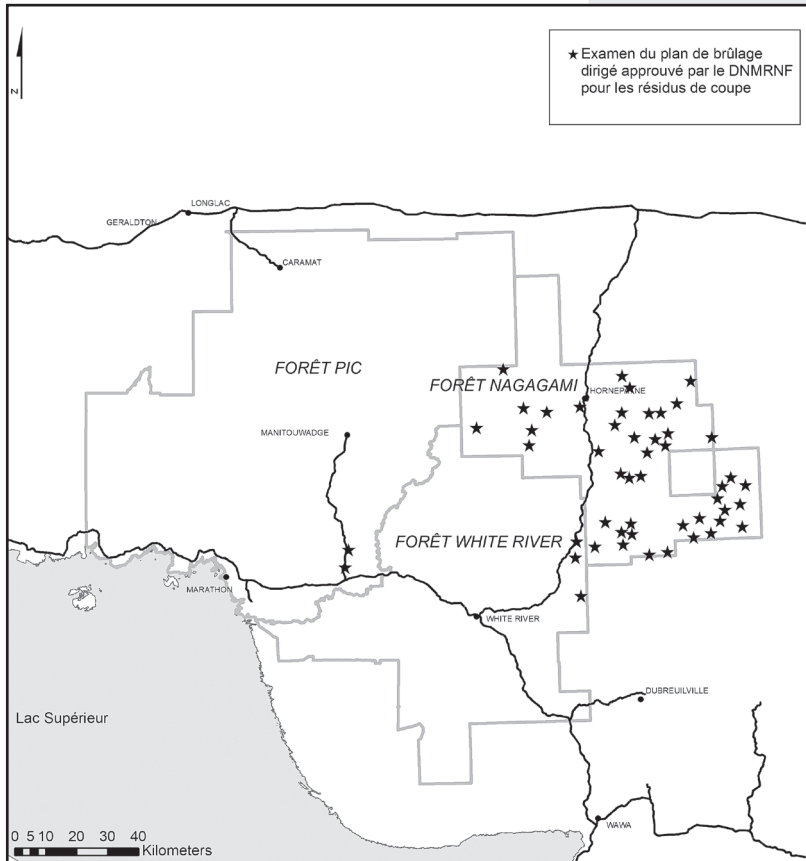 ★ Examen du plan de brûlage
dirigé approuvé par le DNMRNF
pour les résidus de coupe
N
LONGLAC
GERALDTON
CARAMAT
FORÊT PIC
FORÊT NAGAGAMI
HORNEPAYNE
MANITOUWADGE
FORÊT WHITE RIVER
MARATHON
WHITE RIVER
DUBREUILVILLE
Lac Supérieur
WAWA
0 5 10 20 30 40
Kilometers